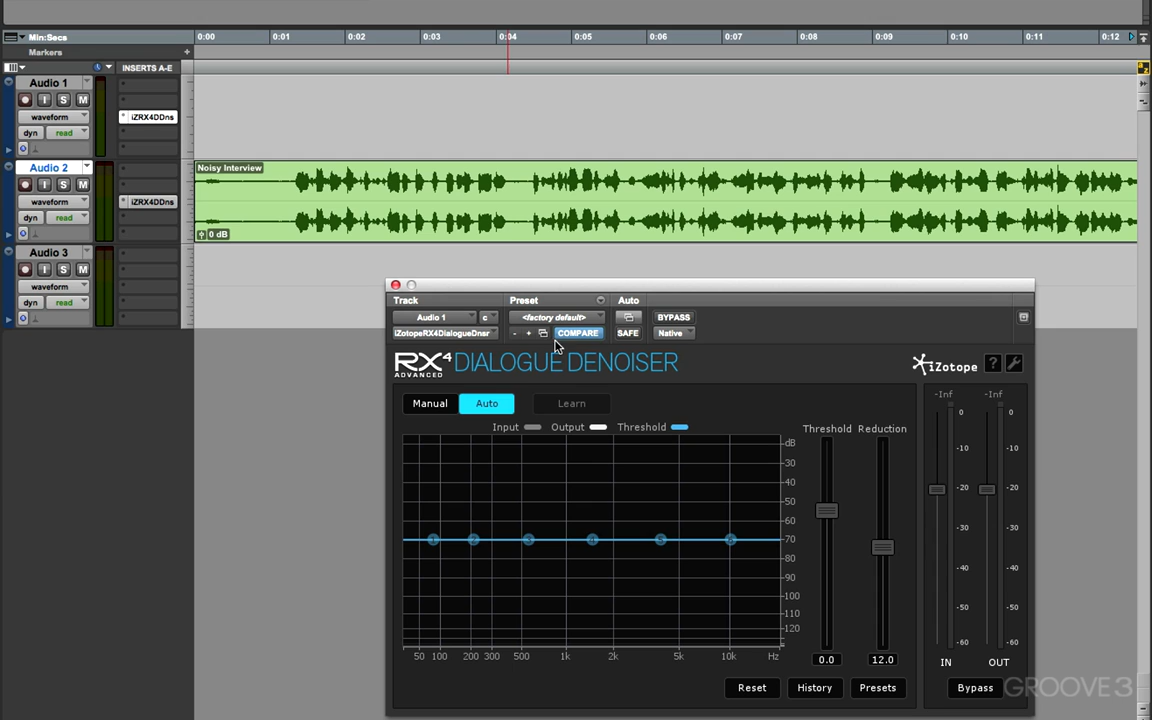 Min:Secs
0:00 0:01 0:02 0:03 0:04 0:05 0:06 0:07 0:08 0:09 0:10 0:11 0:12
Markers +
INSERTS A-E
Audio 1
I S M
waveform
dyn read
iZRX4DDns
Audio 2
I S M
waveform
dyn read
iZRX4DDns
Noisy Interview
0 dB
Audio 3
I S M
waveform
dyn read
Track Preset Auto
Audio 1 c <factory default> BYPASS
iZotopeRX4DialogueDnsr - + COMPARE SAFE Native
RX4 DIALOGUE DENOISER
ADVANCED
iZotope ?
Manual Auto Learn
Input Output Threshold
Threshold Reduction
-Inf -Inf
dB
30
40
50
60
70
80
90
100
110
120
1 2 3 4 5 6
50 100 200 300 500 1k 2k 5k 10k Hz
0.0 12.0
0 0
-10 -10
-20 -20
-30 -30
-40 -40
-50 -50
-60 -60
IN OUT
Reset History Presets Bypass
GROOVE3